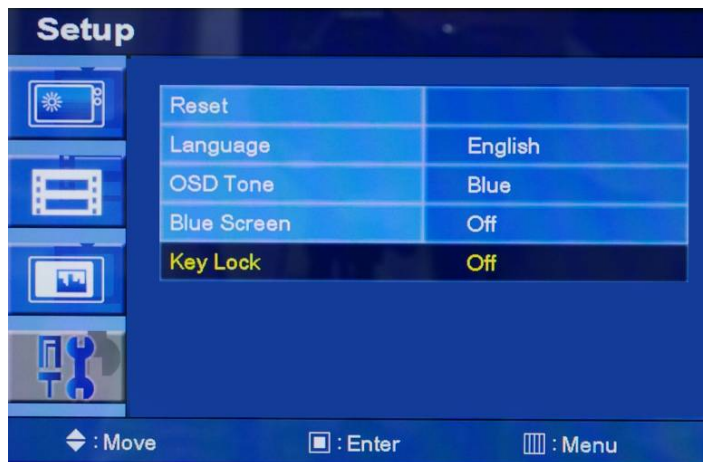 Setup
Reset
Language English
OSD Tone Blue
Blue Screen Off
Key Lock Off
: Move : Enter : Menu